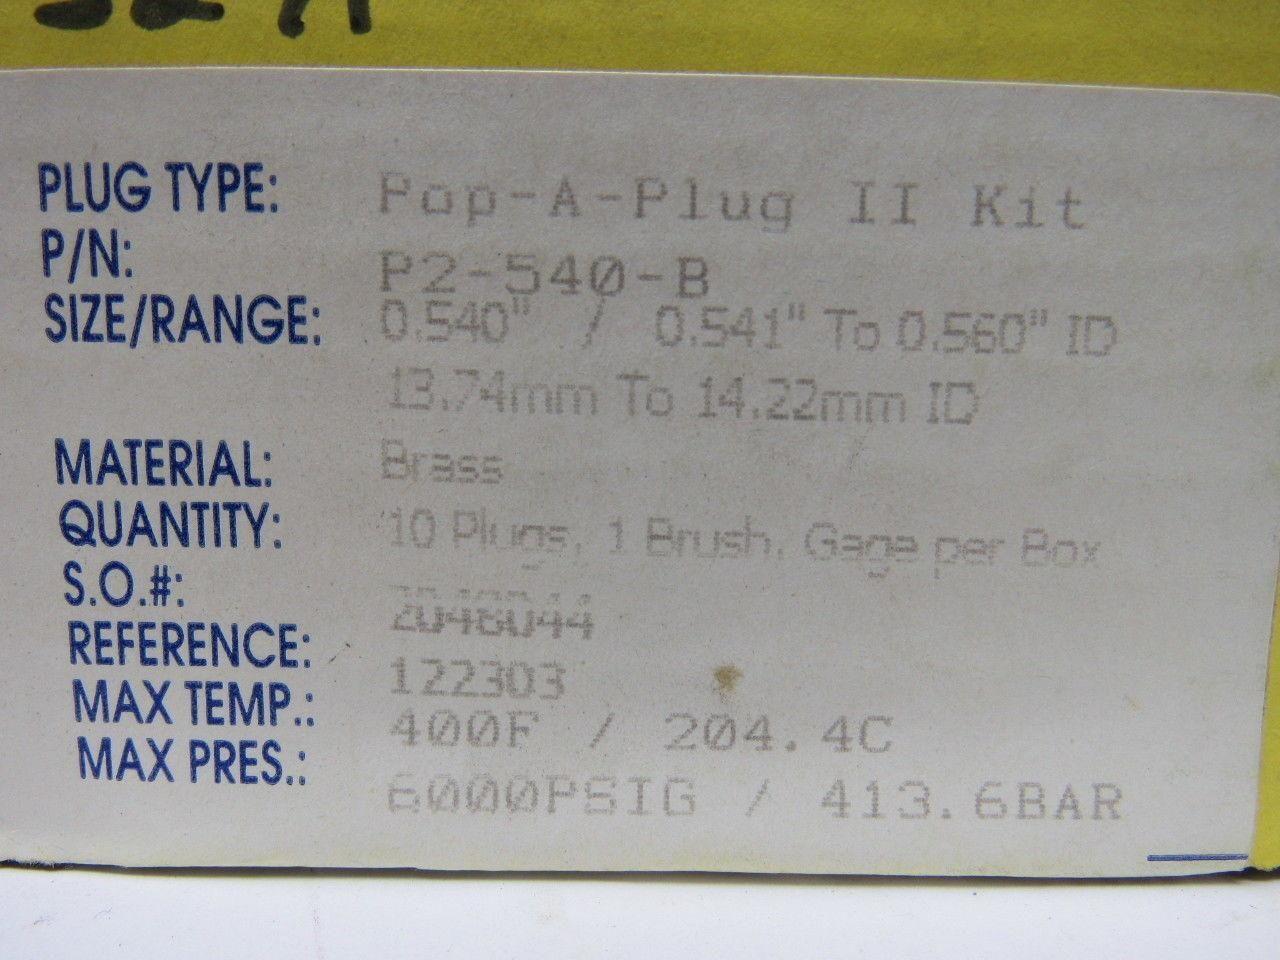 PLUG TYPE: Pop-A-Plug II Kit
P/N: P2-540-B
SIZE/RANGE: 0.540" / 0.541" To 0.560" ID
13.74mm To 14.22mm ID
MATERIAL: Brass
QUANTITY: 10 Plugs, 1 Brush, Gage per Box
S.O.#: 2048044
REFERENCE: 122303
MAX TEMP.: 400F / 204.4C
MAX PRES.: 6000PSIG / 413.6BAR